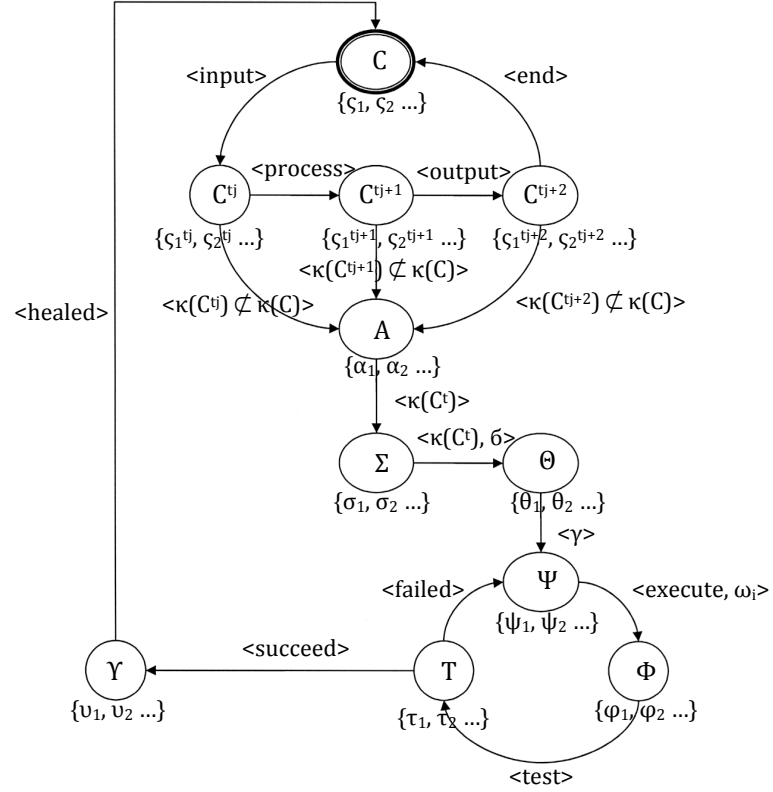 C
<input>
<end>
{ς₁, ς₂ ...}
<process>
<output>
Cᵗʲ
Cᵗʲ⁺¹
Cᵗʲ⁺²
{ς₁ᵗʲ, ς₂ᵗʲ ...}
{ς₁ᵗʲ⁺¹, ς₂ᵗʲ⁺¹ ...}
{ς₁ᵗʲ⁺², ς₂ᵗʲ⁺² ...}
<κ(Cᵗʲ⁺¹) ⊄ κ(C)>
<κ(Cᵗʲ) ⊄ κ(C)>
<κ(Cᵗʲ⁺²) ⊄ κ(C)>
<healed>
A
{α₁, α₂ ...}
<κ(Cᵗ)>
<κ(Cᵗ), б>
Σ
Θ
{σ₁, σ₂ ...}
{θ₁, θ₂ ...}
<γ>
Ψ
<failed>
<execute, ωᵢ>
{ψ₁, ψ₂ ...}
<succeed>
ϒ
T
Φ
{υ₁, υ₂ ...}
{τ₁, τ₂ ...}
{φ₁, φ₂ ...}
<test>